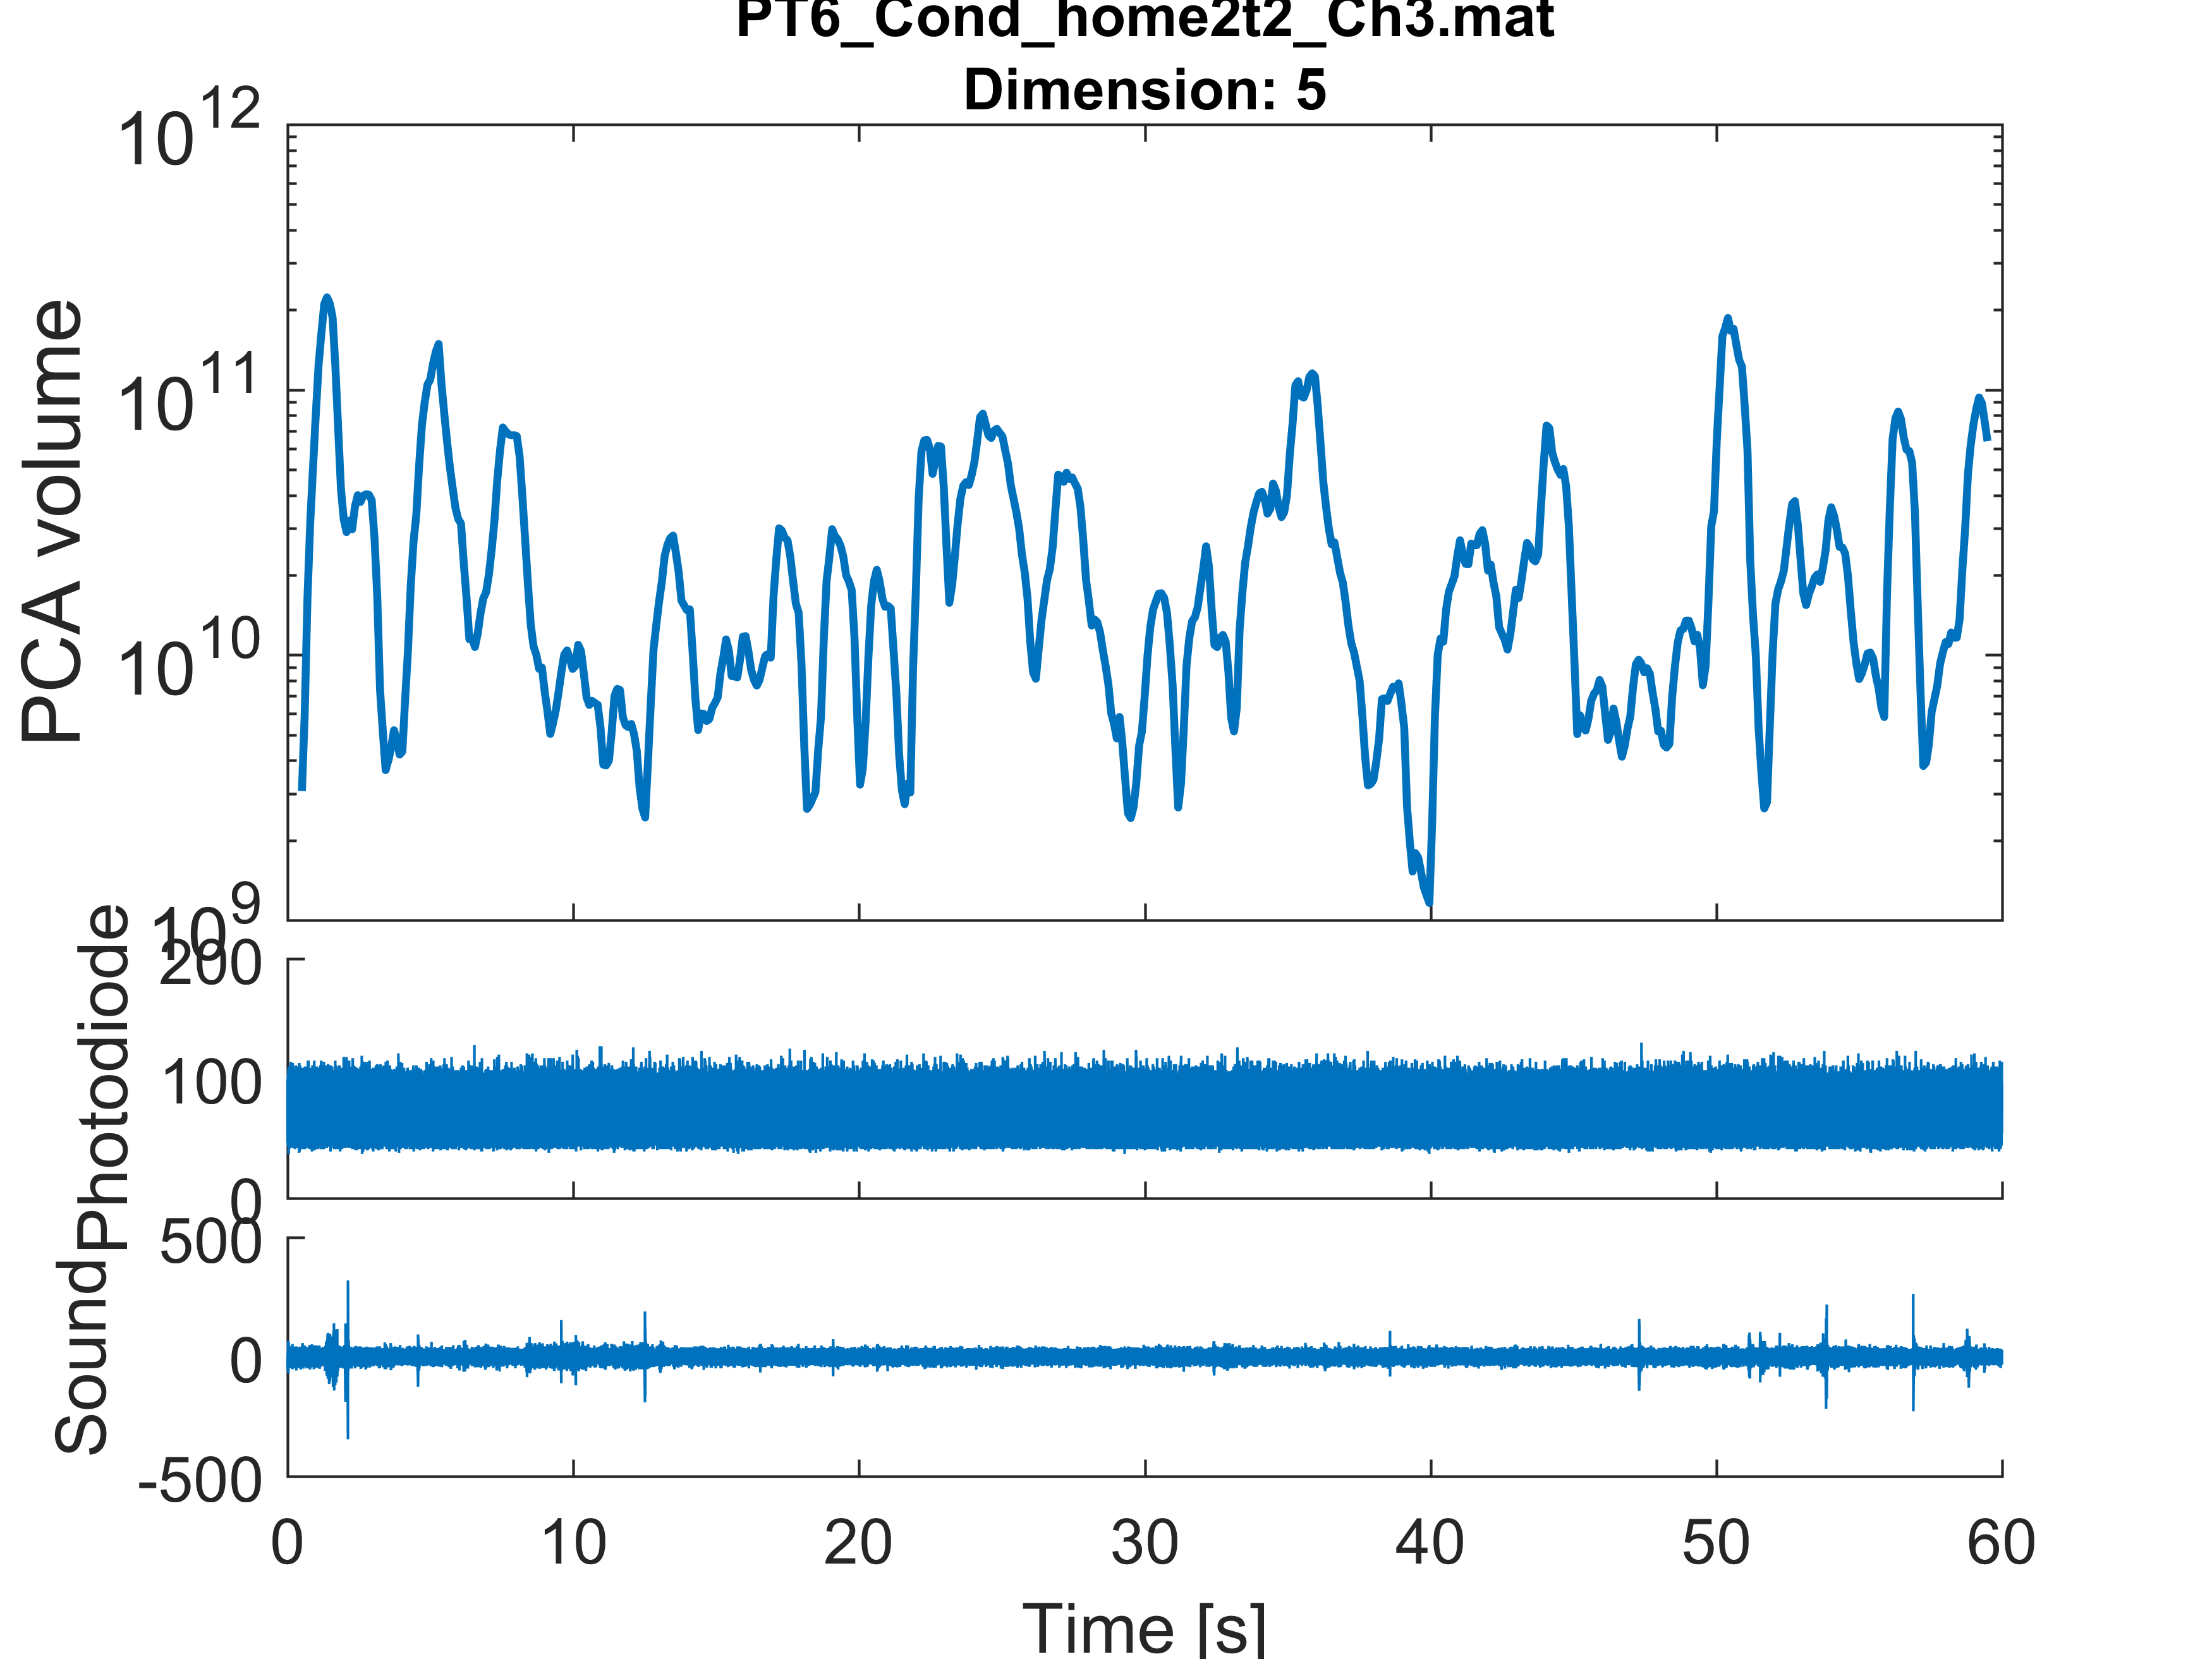 PT6_Cond_home2t2_Ch3.mat
Dimension: 5
PCA volume
10^12
10^11
10^10
10^9
Photodiode
200
100
0
Sound
500
0
-500
0 10 20 30 40 50 60
Time [s]